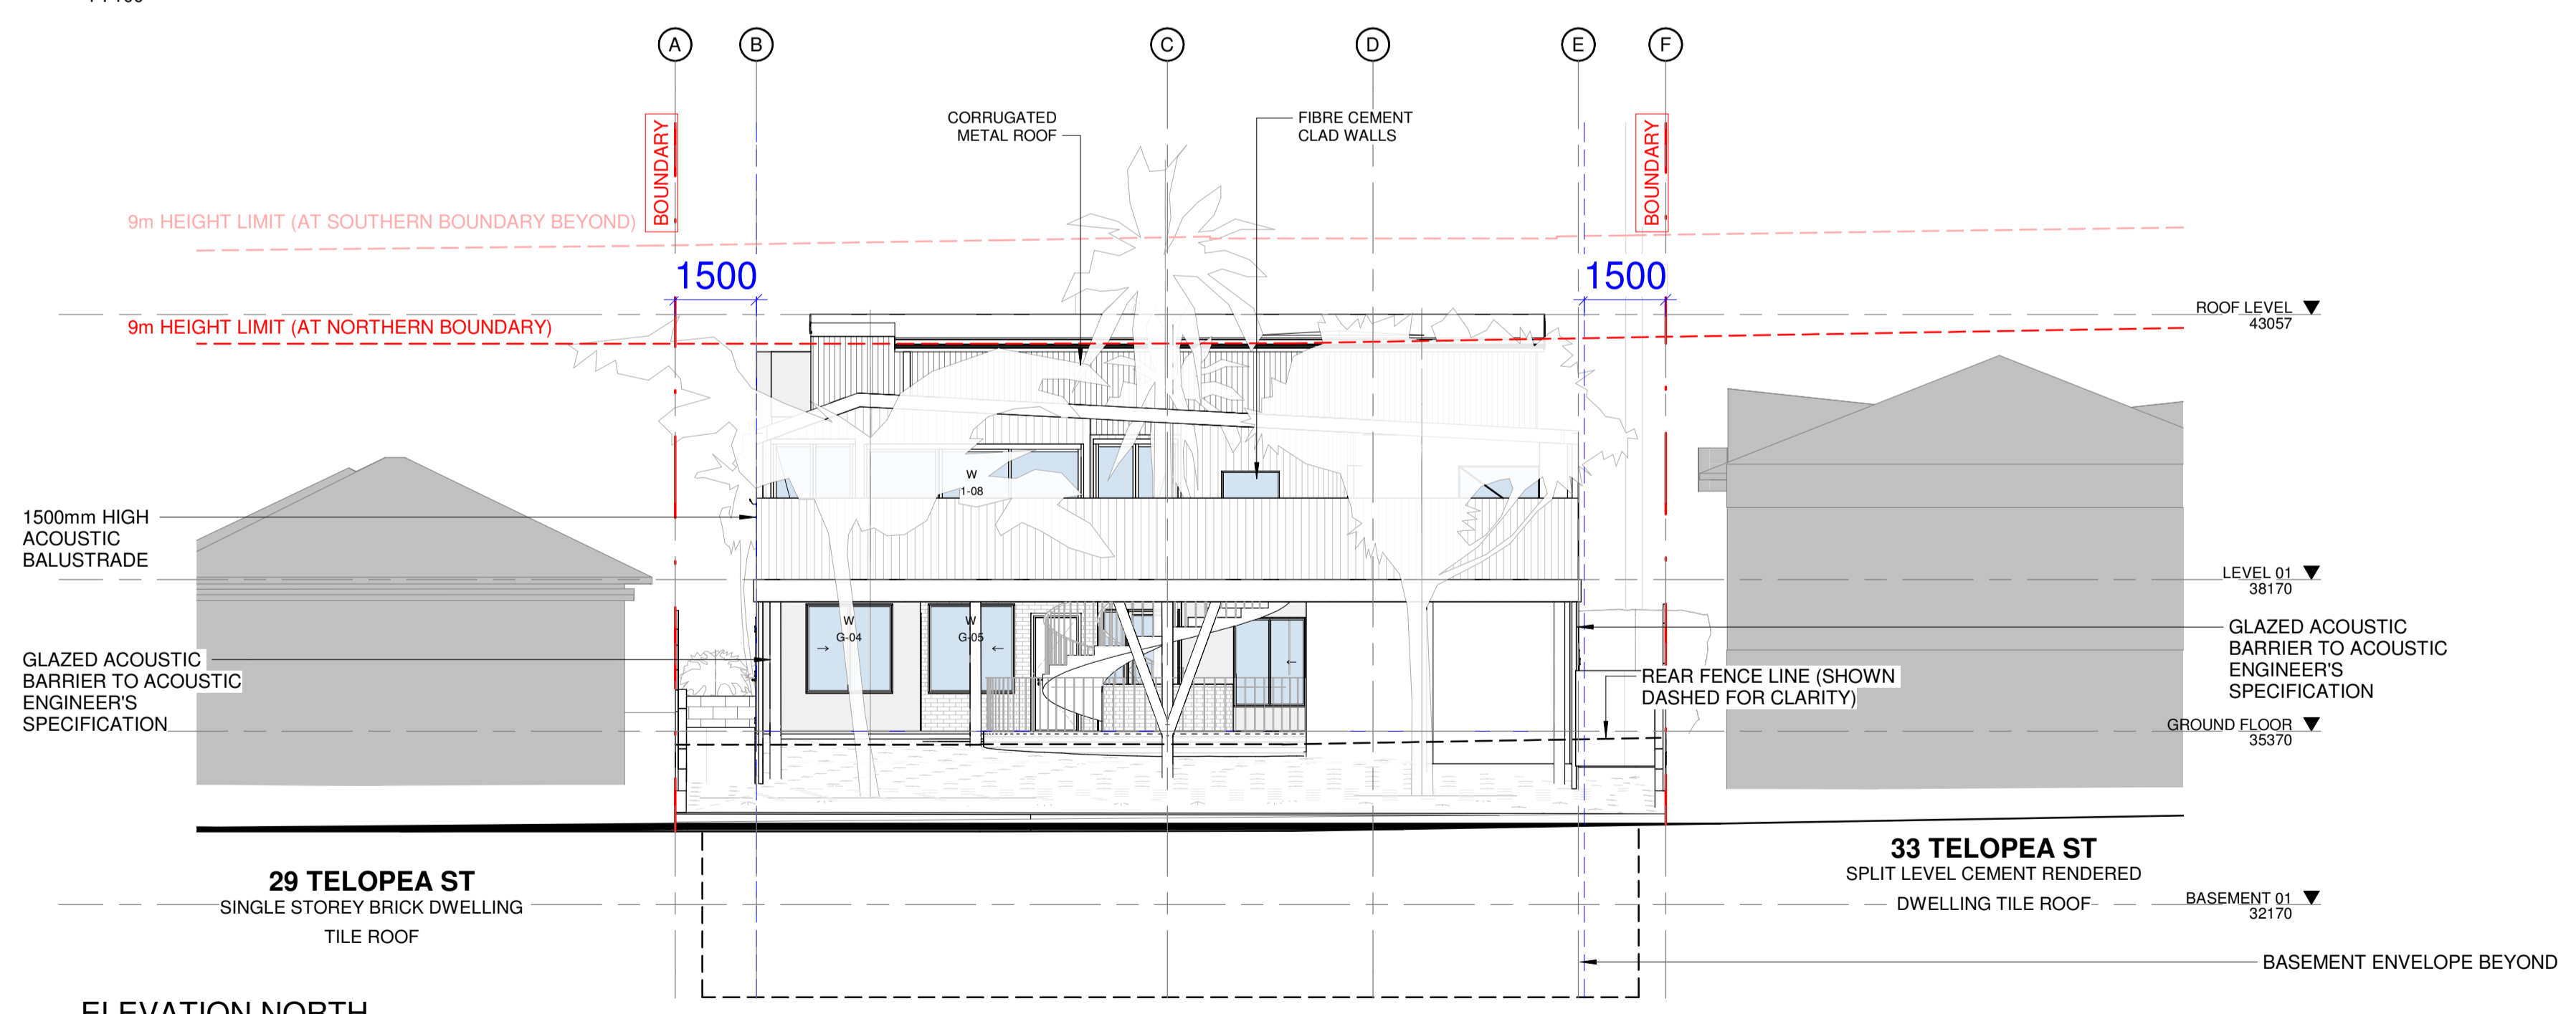 A
B
C
D
E
F
BOUNDARY
BOUNDARY
CORRUGATED
METAL ROOF
FIBRE CEMENT
CLAD WALLS
9m HEIGHT LIMIT (AT SOUTHERN BOUNDARY BEYOND)
1500
1500
9m HEIGHT LIMIT (AT NORTHERN BOUNDARY)
ROOF LEVEL
43057
W
1-08
1500mm HIGH
ACOUSTIC
BALUSTRADE
LEVEL 01
38170
W
G-04
W
G-05
GLAZED ACOUSTIC
BARRIER TO ACOUSTIC
ENGINEER'S
SPECIFICATION
GLAZED ACOUSTIC
BARRIER TO ACOUSTIC
ENGINEER'S
SPECIFICATION
REAR FENCE LINE (SHOWN
DASHED FOR CLARITY)
GROUND FLOOR
35370
29 TELOPEA ST
SINGLE STOREY BRICK DWELLING
TILE ROOF
33 TELOPEA ST
SPLIT LEVEL CEMENT RENDERED
DWELLING TILE ROOF
BASEMENT 01
32170
BASEMENT ENVELOPE BEYOND
ELEVATION NORTH